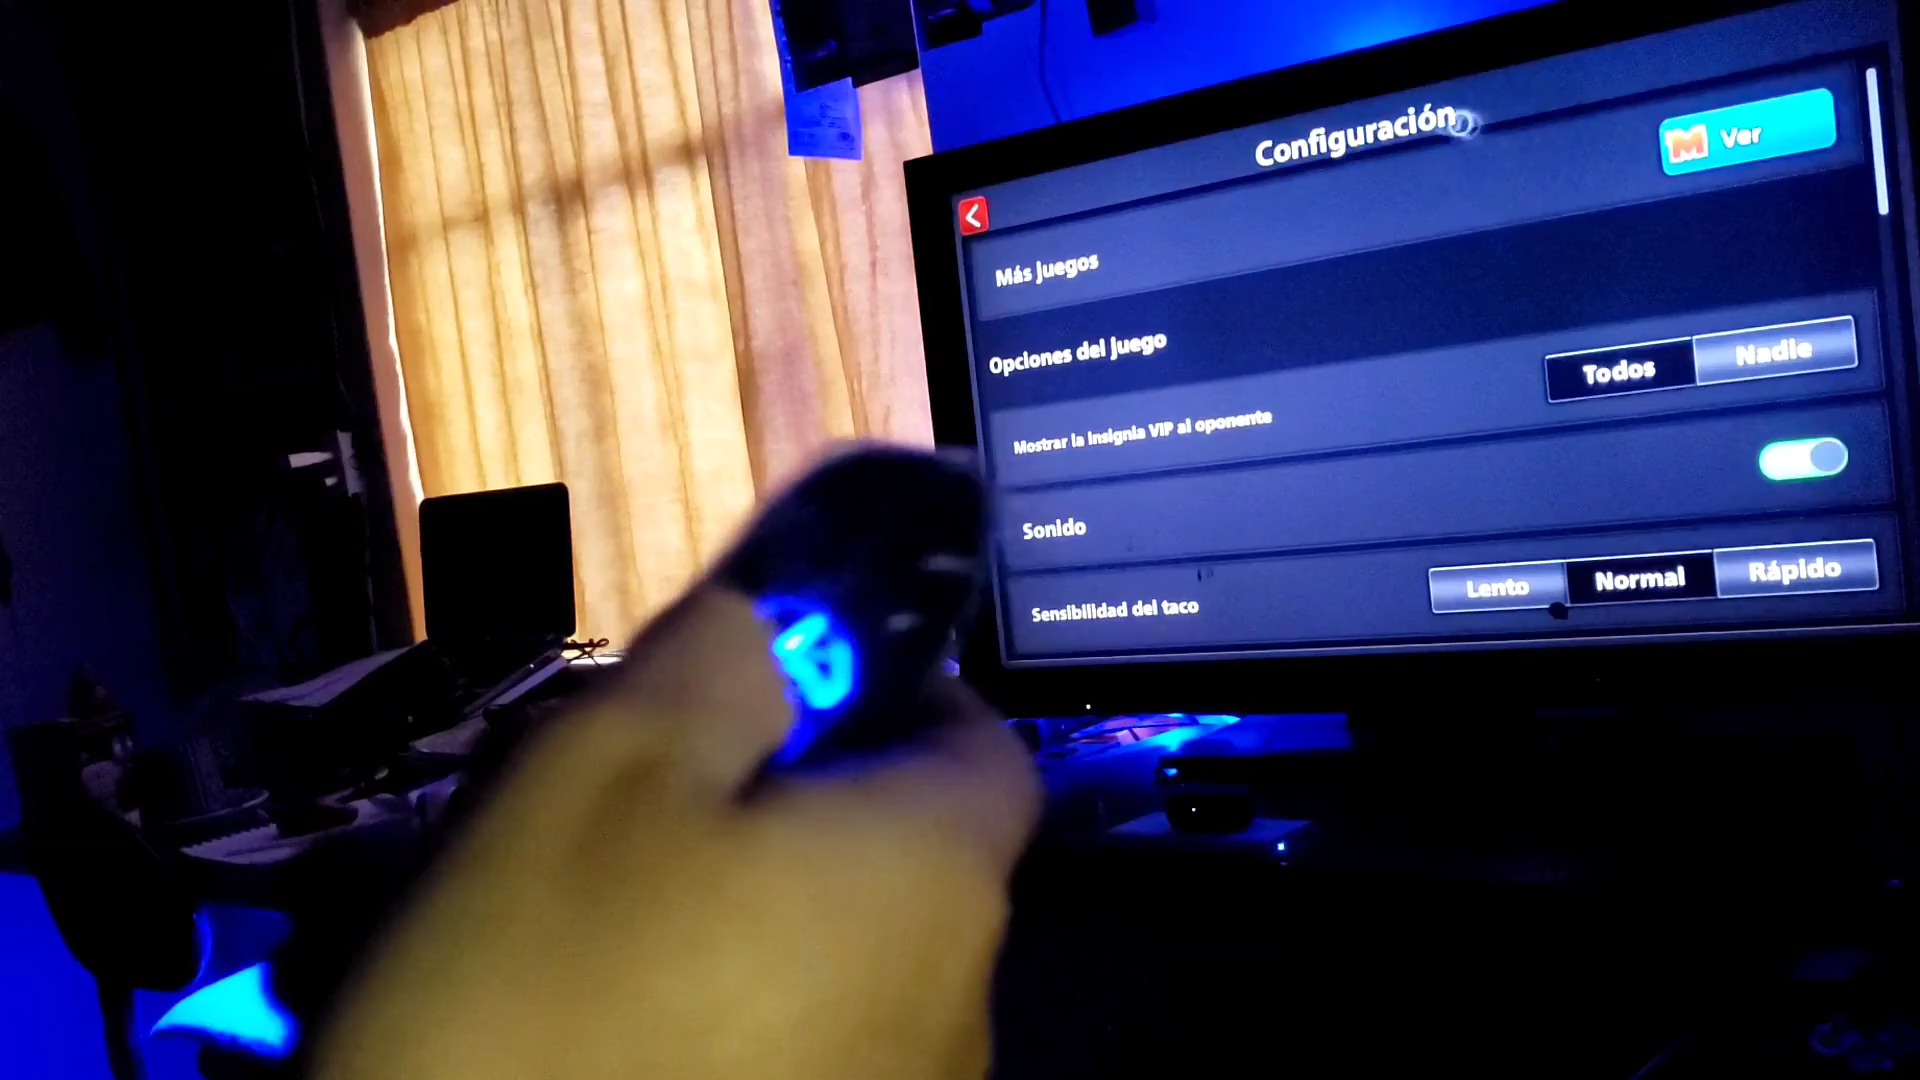 Configuración
M Ver
Más juegos
Opciones del juego
Mostrar la insignia VIP al oponente
Todos Nadie
Sonido
Sensibilidad del taco
Lento Normal Rápido